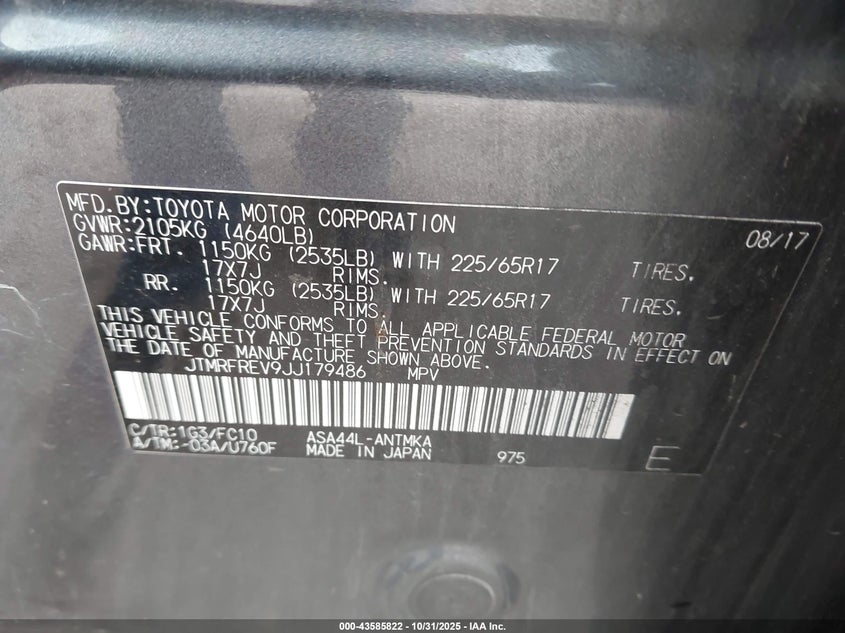 MFD.BY:TOYOTA MOTOR CORPORATION 08/17
GVWR:2105KG (4640LB)
GAWR:FRT. 1150KG (2535LB) WITH 225/65R17 TIRES.
17X7J RIMS.
RR. 1150KG (2535LB) WITH 225/65R17 TIRES.
17X7J RIMS.
THIS VEHICLE CONFORMS TO ALL APPLICABLE FEDERAL MOTOR
VEHICLE SAFETY AND THEFT PREVENTION STANDARDS IN EFFECT ON
THE DATE OF MANUFACTURE SHOWN ABOVE.
JTMRFREV9JJ179486 MPV
C/TR:1G3/FC10 ASA44L-ANTMKA
A/TM:-03A/U760F MADE IN JAPAN 975 E
000-43585822 - 10/31/2025 - IAA Inc.